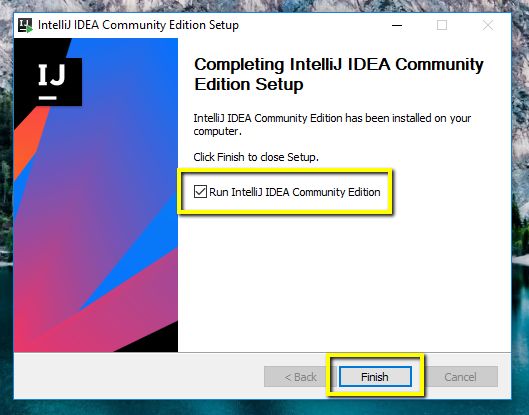 IntelliJ IDEA Community Edition Setup
IJ
Completing IntelliJ IDEA Community
Edition Setup
IntelliJ IDEA Community Edition has been installed on your
computer.
Click Finish to close Setup.
Run IntelliJ IDEA Community Edition
< Back
Finish
Cancel